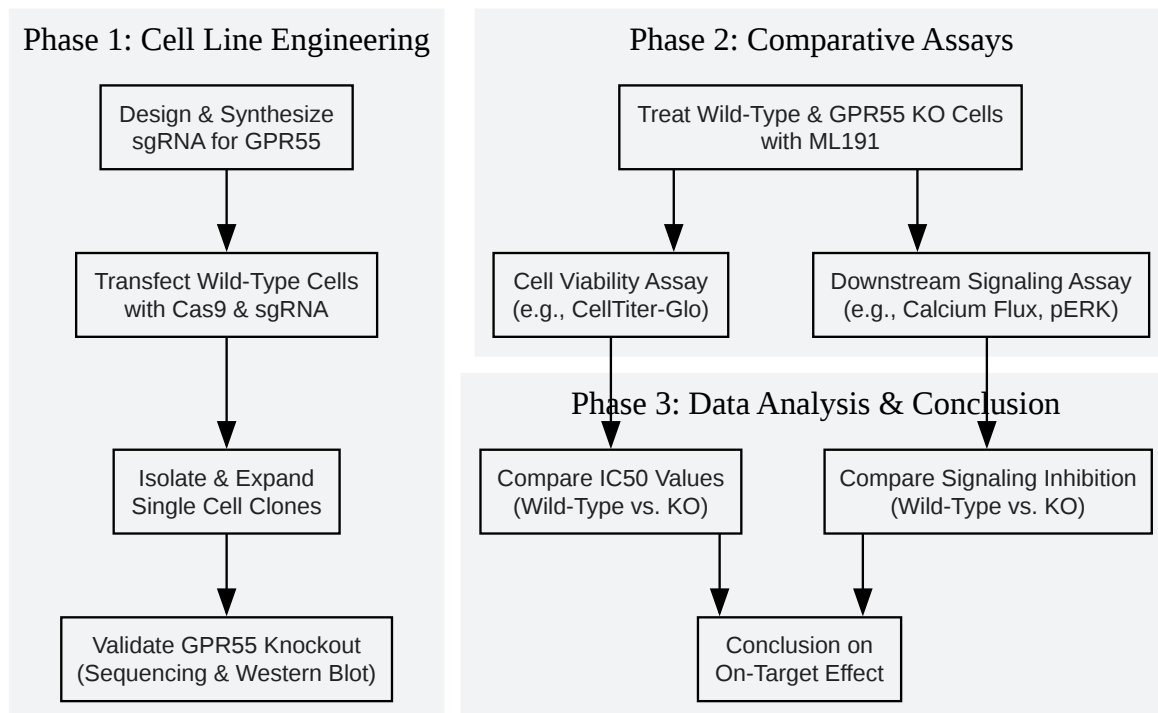 Phase 1: Cell Line Engineering
Design & Synthesize
sgRNA for GPR55
Transfect Wild-Type Cells
with Cas9 & sgRNA
Isolate & Expand
Single Cell Clones
Validate GPR55 Knockout
(Sequencing & Western Blot)
Phase 2: Comparative Assays
Treat Wild-Type & GPR55 KO Cells
with ML191
Cell Viability Assay
(e.g., CellTiter-Glo)
Downstream Signaling Assay
(e.g., Calcium Flux, pERK)
Phase 3: Data Analysis & Conclusion
Compare IC50 Values
(Wild-Type vs. KO)
Compare Signaling Inhibition
(Wild-Type vs. KO)
Conclusion on
On-Target Effect